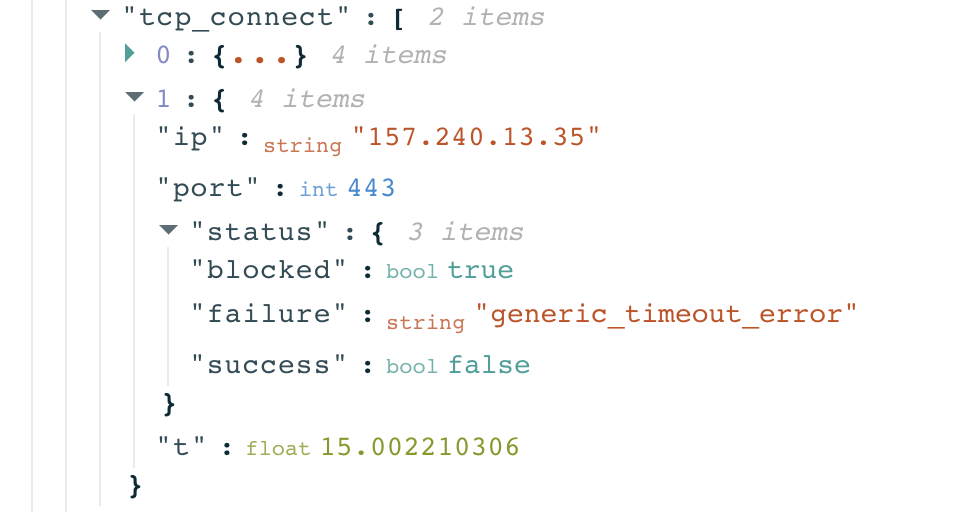 "tcp_connect" : [ 2 items
0 : {...} 4 items
1 : { 4 items
"ip" : string "157.240.13.35"
"port" : int 443
"status" : { 3 items
"blocked" : bool true
"failure" : string "generic_timeout_error"
"success" : bool false
}
"t" : float 15.002210306
}